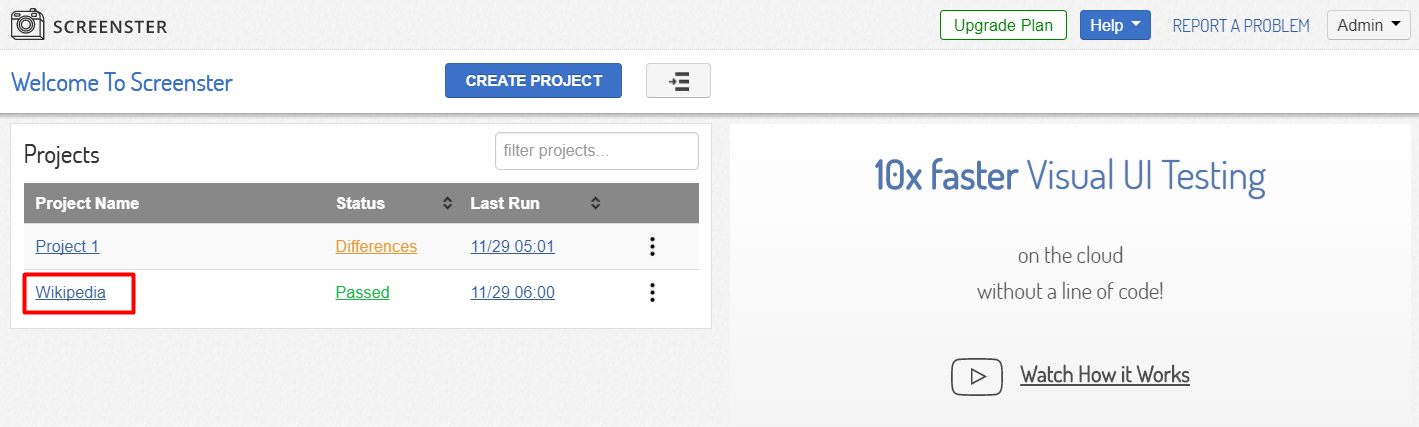 SCREENSTER
Upgrade Plan
Help
REPORT A PROBLEM
Admin
Welcome To Screenster
CREATE PROJECT
Projects
filter projects...
Project Name Status Last Run
Project 1 Differences 11/29 05:01
Wikipedia Passed 11/29 06:00
10x faster Visual UI Testing
on the cloud
without a line of code!
Watch How it Works